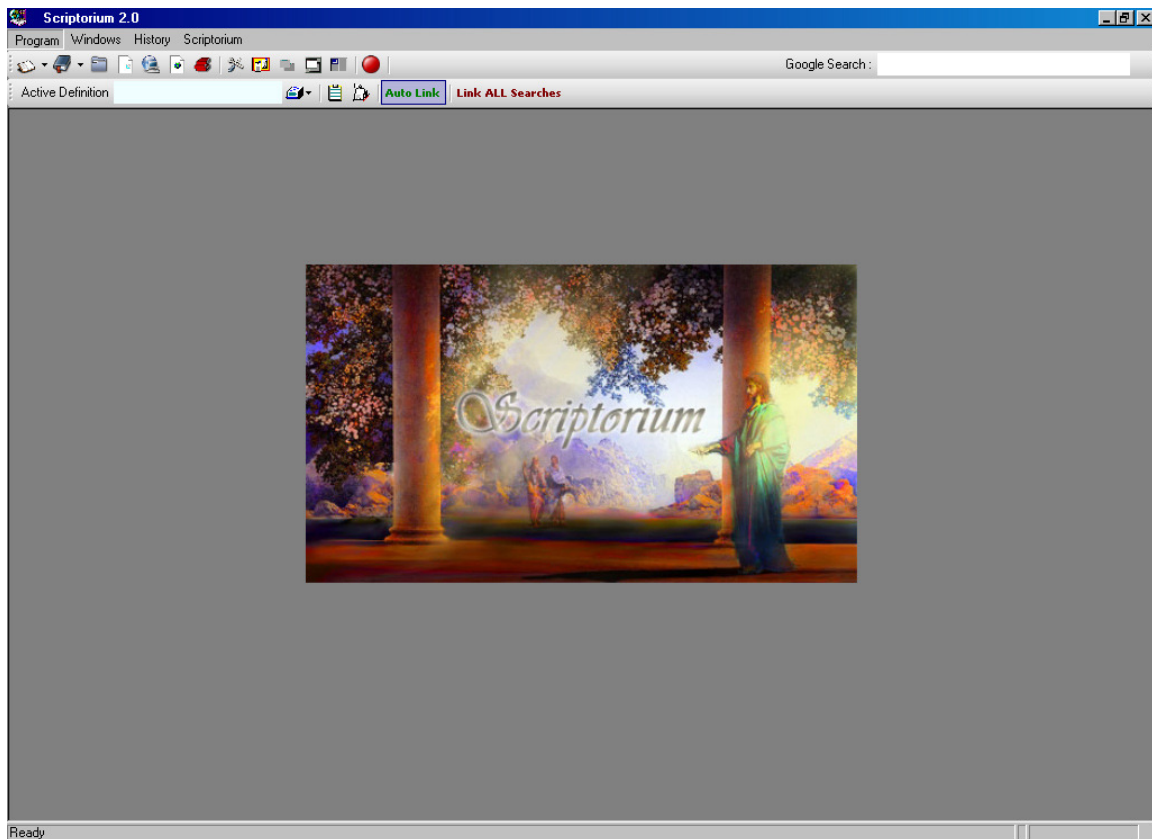 Scriptorium 2.0
Program Windows History Scriptorium
Google Search :
Active Definition Auto Link Link ALL Searches
Scriptorium
Ready